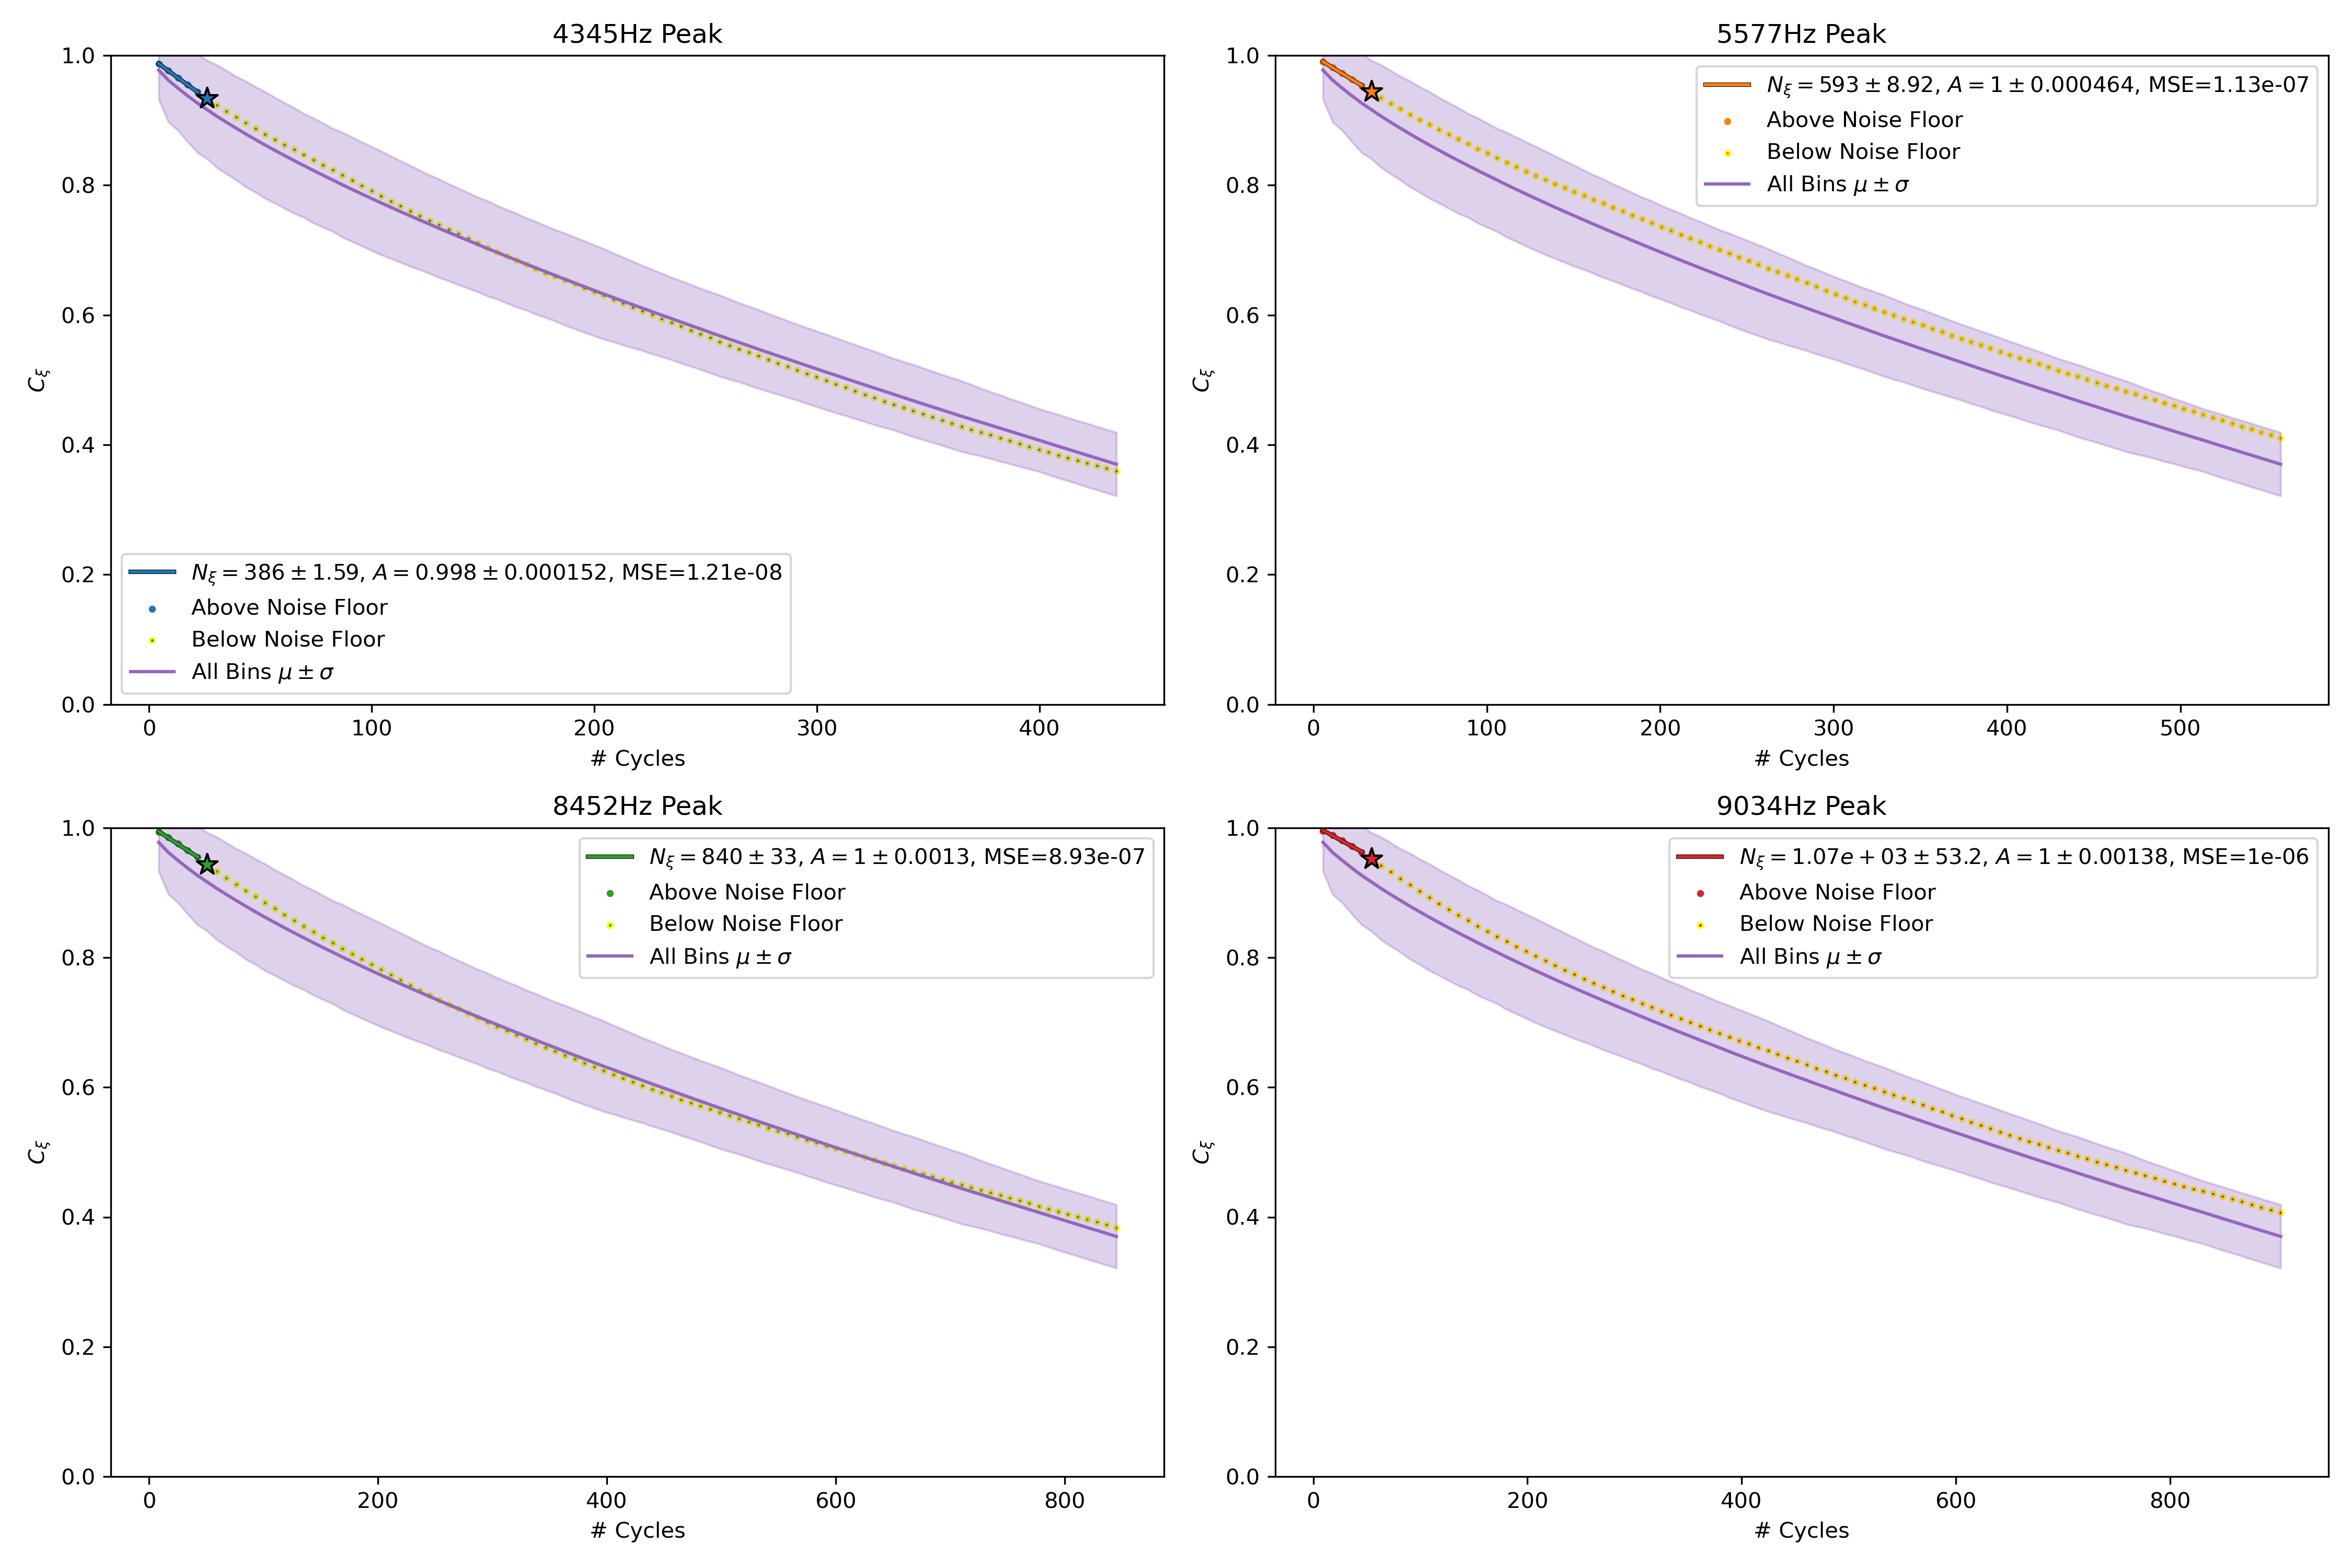 4345Hz Peak
1.0
0.8
0.6
0.4
0.2
0.0
C_ξ
N_ξ = 386 ± 1.59, A = 0.998 ± 0.000152, MSE=1.21e-08
Above Noise Floor
Below Noise Floor
All Bins μ ± σ
0 100 200 300 400
# Cycles
5577Hz Peak
1.0
0.8
0.6
0.4
0.2
0.0
C_ξ
N_ξ = 593 ± 8.92, A = 1 ± 0.000464, MSE=1.13e-07
Above Noise Floor
Below Noise Floor
All Bins μ ± σ
0 100 200 300 400 500
# Cycles
8452Hz Peak
1.0
0.8
0.6
0.4
0.2
0.0
C_ξ
N_ξ = 840 ± 33, A = 1 ± 0.0013, MSE=8.93e-07
Above Noise Floor
Below Noise Floor
All Bins μ ± σ
0 200 400 600 800
# Cycles
9034Hz Peak
1.0
0.8
0.6
0.4
0.2
0.0
C_ξ
N_ξ = 1.07e + 03 ± 53.2, A = 1 ± 0.00138, MSE=1e-06
Above Noise Floor
Below Noise Floor
All Bins μ ± σ
0 200 400 600 800
# Cycles